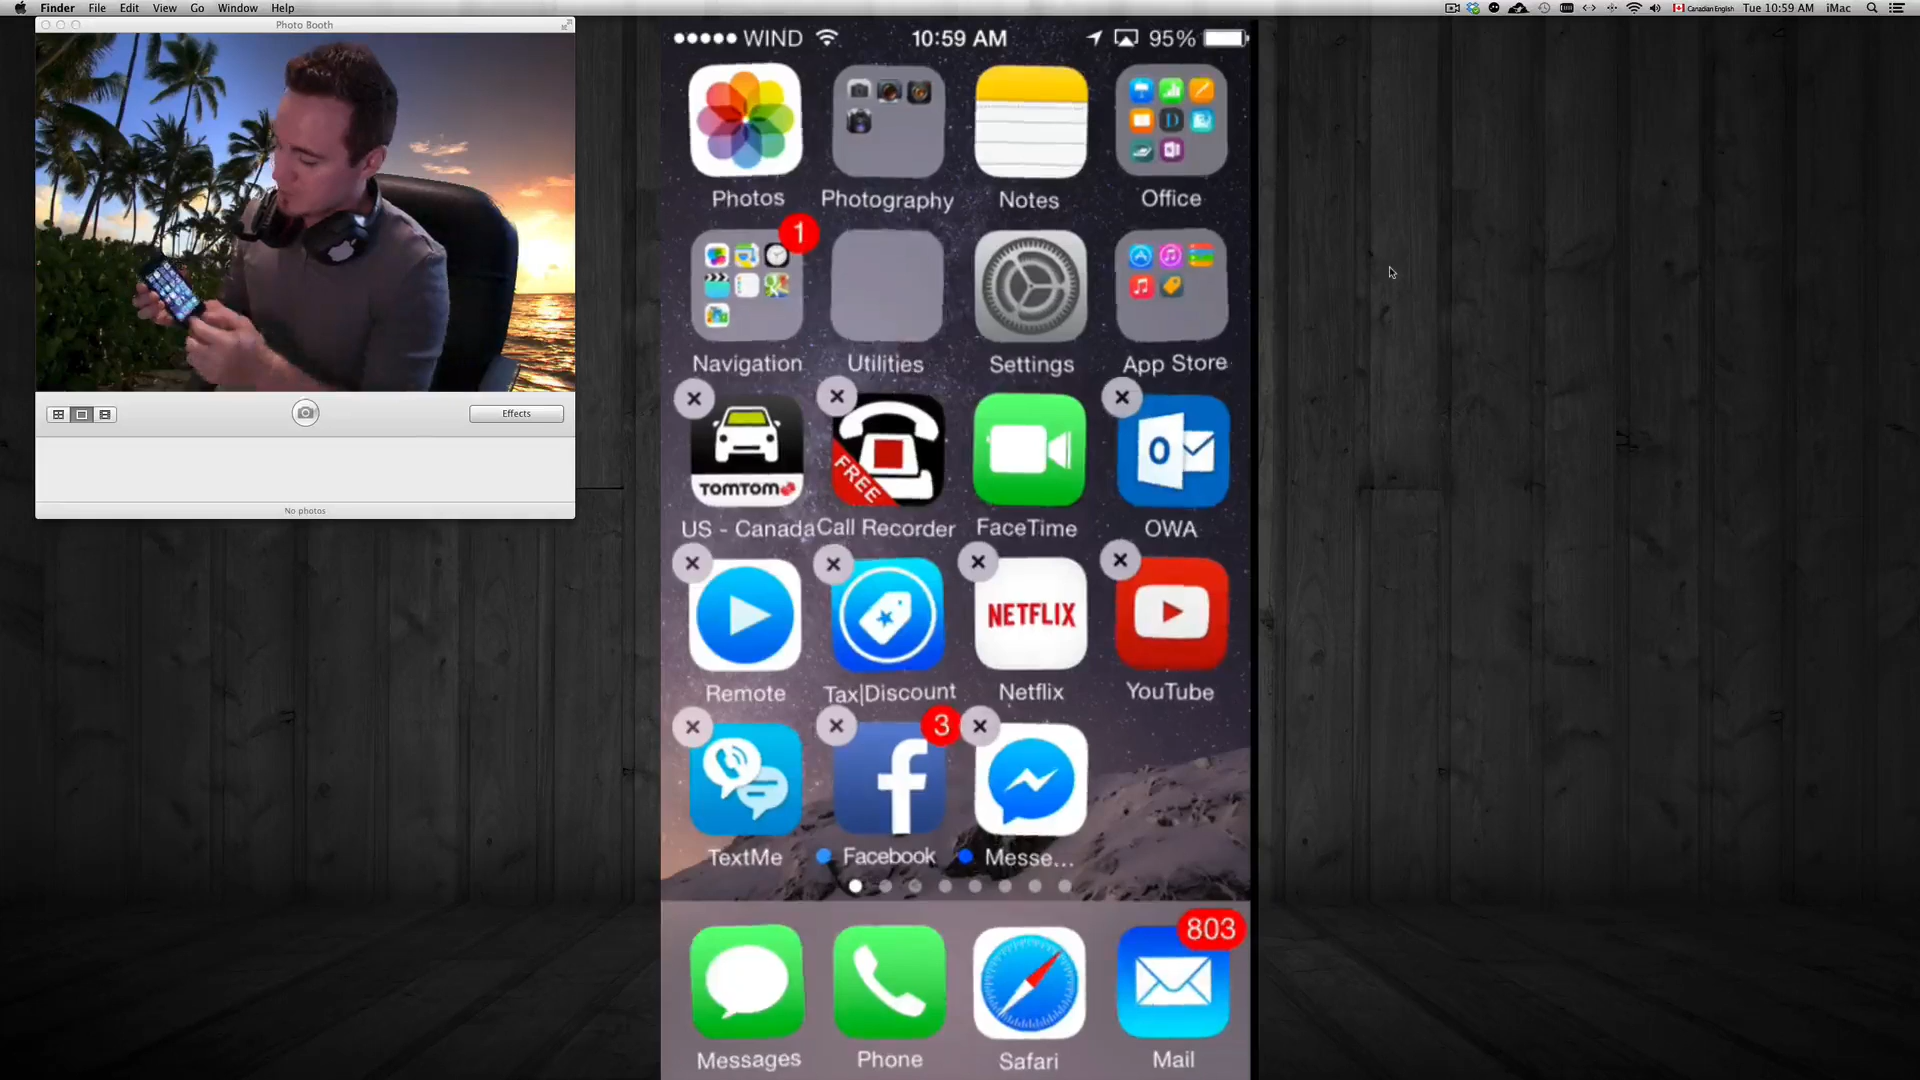 Finder File Edit View Go Window Help
Canadian English Tue 10:59 AM iMac
Photo Booth
Effects
No photos
WIND 10:59 AM 95%
Photos Photography Notes Office
1
Navigation Utilities Settings App Store
TOMTOM FREE O
US - Canada Call Recorder FaceTime OWA
NETFLIX
Remote Tax|Discount Netflix YouTube
3
TextMe Facebook Messe...
803
Messages Phone Safari Mail